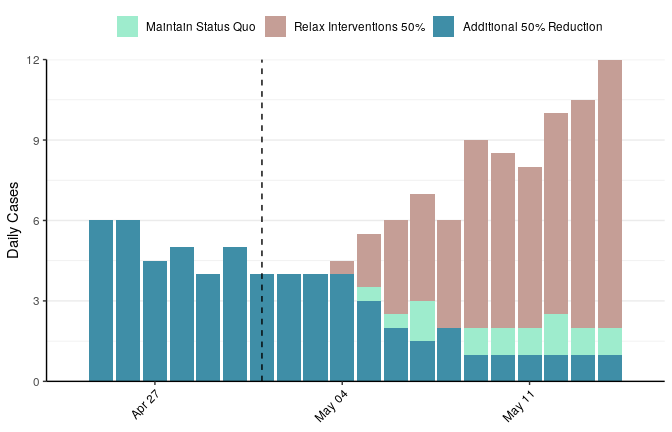 Maintain Status Quo Relax Interventions 50% Additional 50% Reduction
12
9
6
3
0
Daily Cases
Apr 27 May 04 May 11